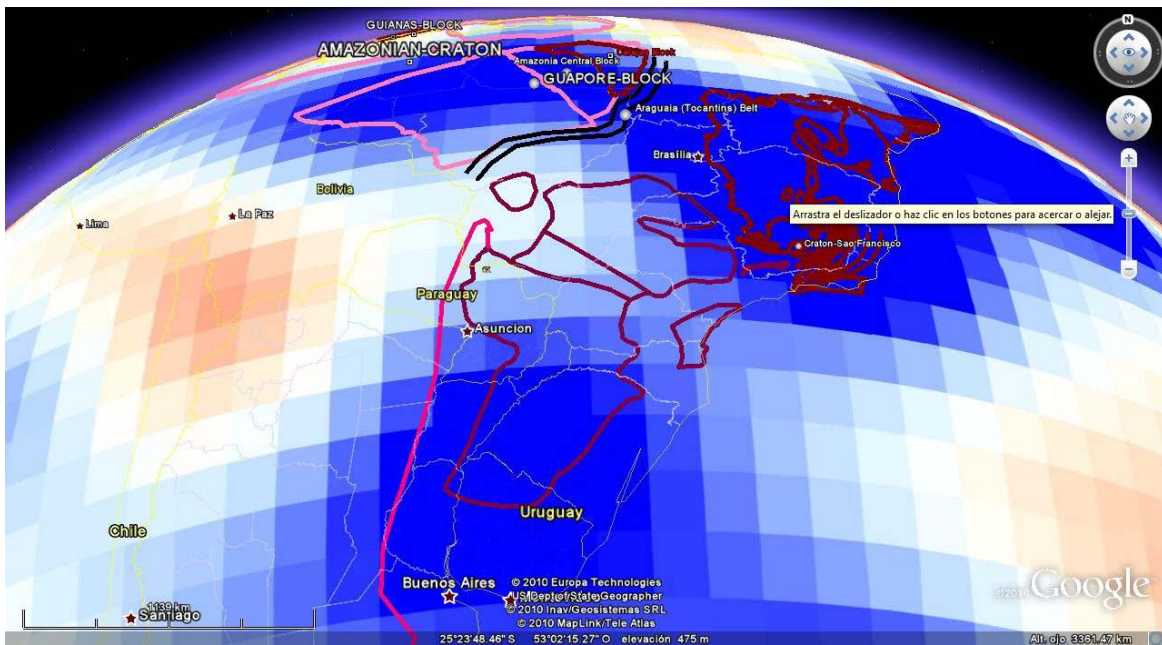 GUIANAS-BLOCK
AMAZONIAN-CRATON
Amazonia Central Block
GUAPORE-BLOCK
Araguaia (Tocantins) Belt
Brasilia
Bolivia
Lima
La Paz
Arrastra el deslizador o haz clic en los botones para acercar o alejar.
Craton-Sao Francisco
Paraguay
Asuncion
Uruguay
Chile
Buenos Aires
1139 km
Santiago
© 2010 Europa Technologies
US Dept of State Geographer
© 2010 Inav/Geosistemas SRL
© 2010 MapLink/Tele Atlas
©2010 Google
25°23'48.46" S 53°02'15.27" O elevación 475 m
Alt. ojo 3361.47 km
N